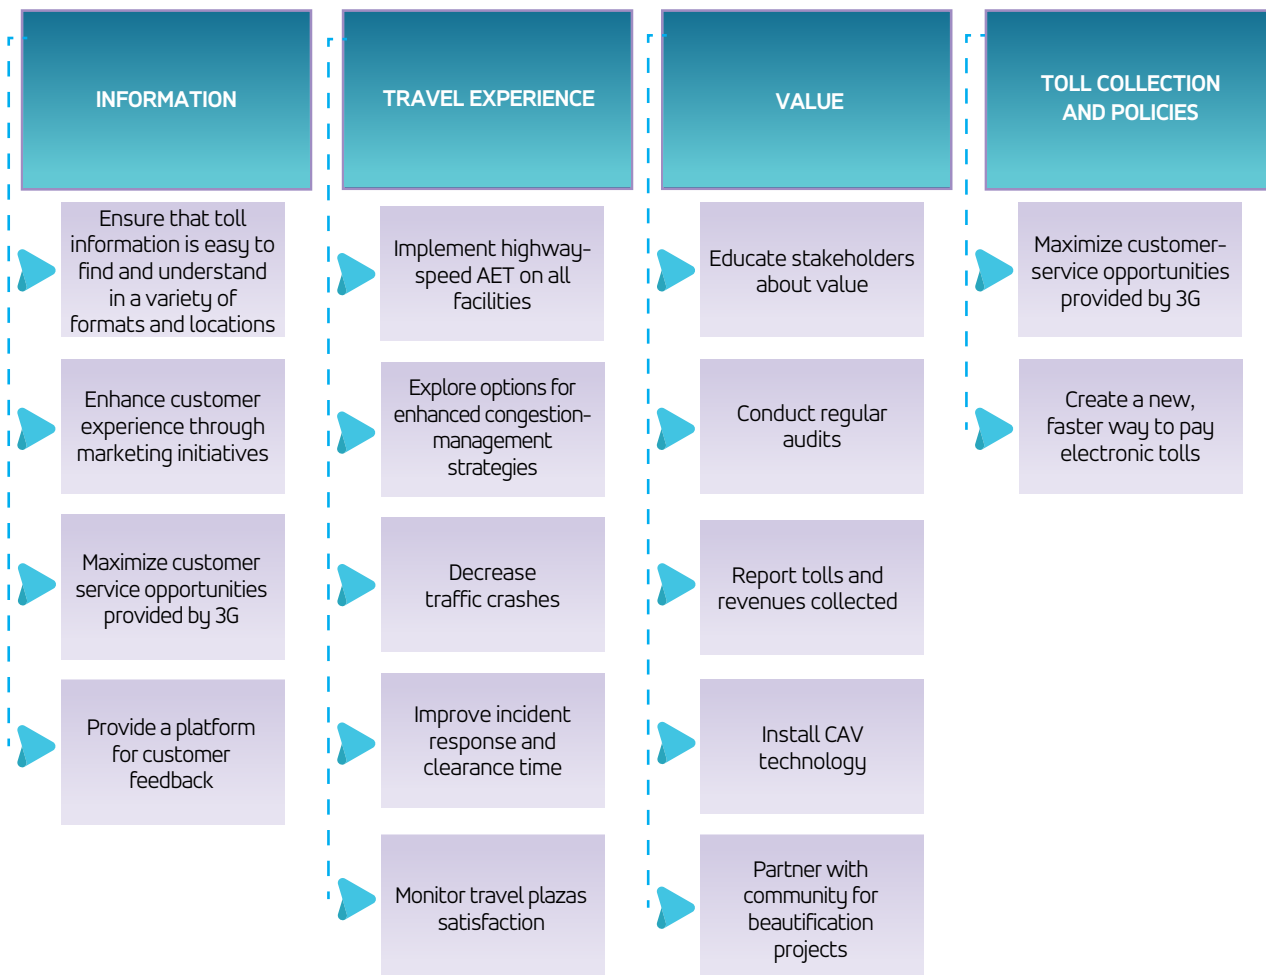 INFORMATION
Ensure that toll
information is easy to
find and understand
in a variety of
formats and locations
Enhance customer
experience through
marketing initiatives
Maximize customer
service opportunities
provided by 3G
Provide a platform
for customer
feedback
TRAVEL EXPERIENCE
Implement highway-
speed AET on all
facilities
Explore options for
enhanced congestion-
management
strategies
Decrease
traffic crashes
Improve incident
response and
clearance time
Monitor travel plazas
satisfaction
VALUE
Educate stakeholders
about value
Conduct regular
audits
Report tolls and
revenues collected
Install CAV
technology
Partner with
community for
beautification
projects
TOLL COLLECTION
AND POLICIES
Maximize customer-
service opportunities
provided by 3G
Create a new,
faster way to pay
electronic tolls